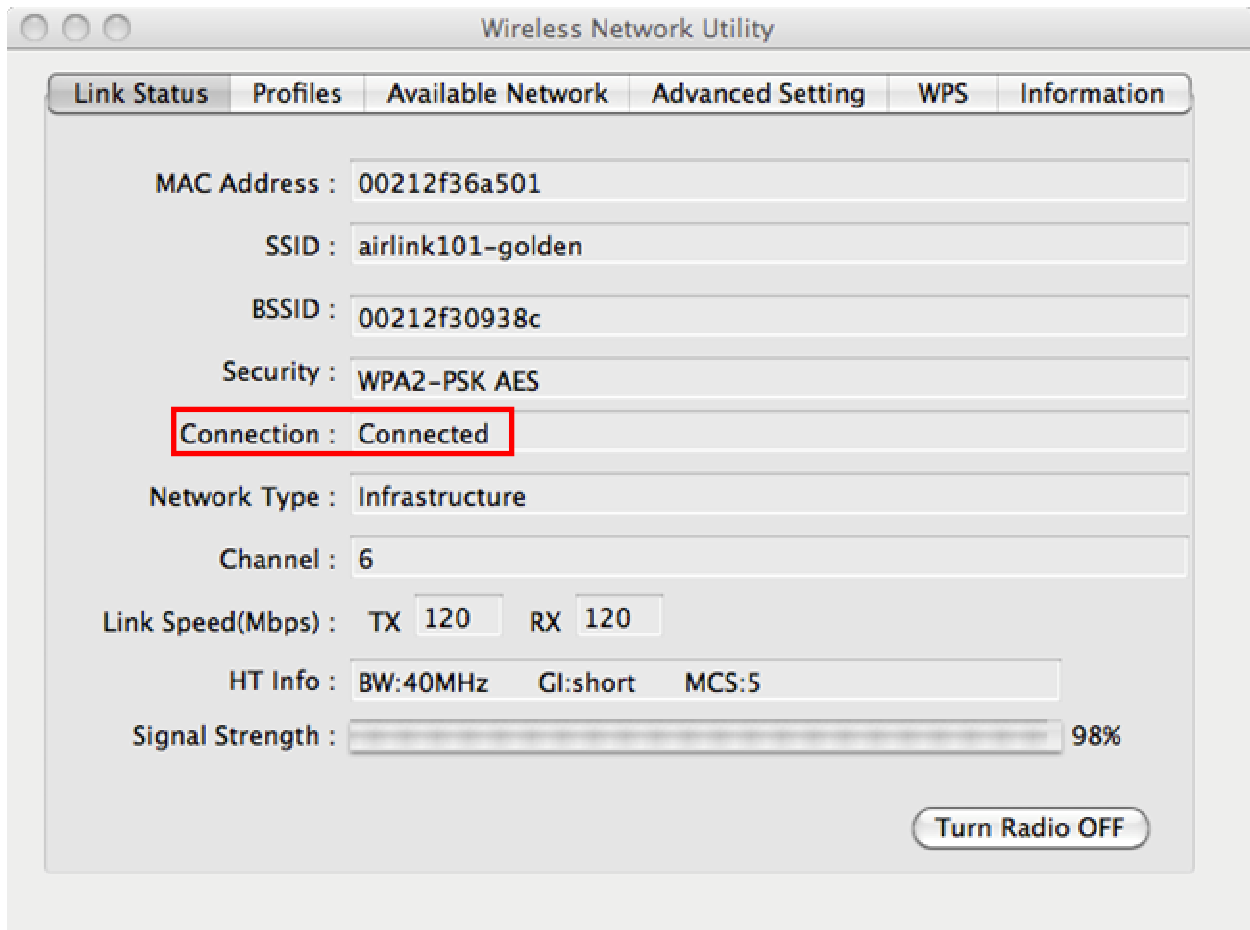 Wireless Network Utility
Link Status Profiles Available Network Advanced Setting WPS Information
MAC Address : 00212f36a501
SSID : airlink101-golden
BSSID : 00212f30938c
Security : WPA2-PSK AES
Connection : Connected
Network Type : Infrastructure
Channel : 6
Link Speed(Mbps) : TX 120 RX 120
HT Info : BW:40MHz GI:short MCS:5
Signal Strength : 98%
Turn Radio OFF